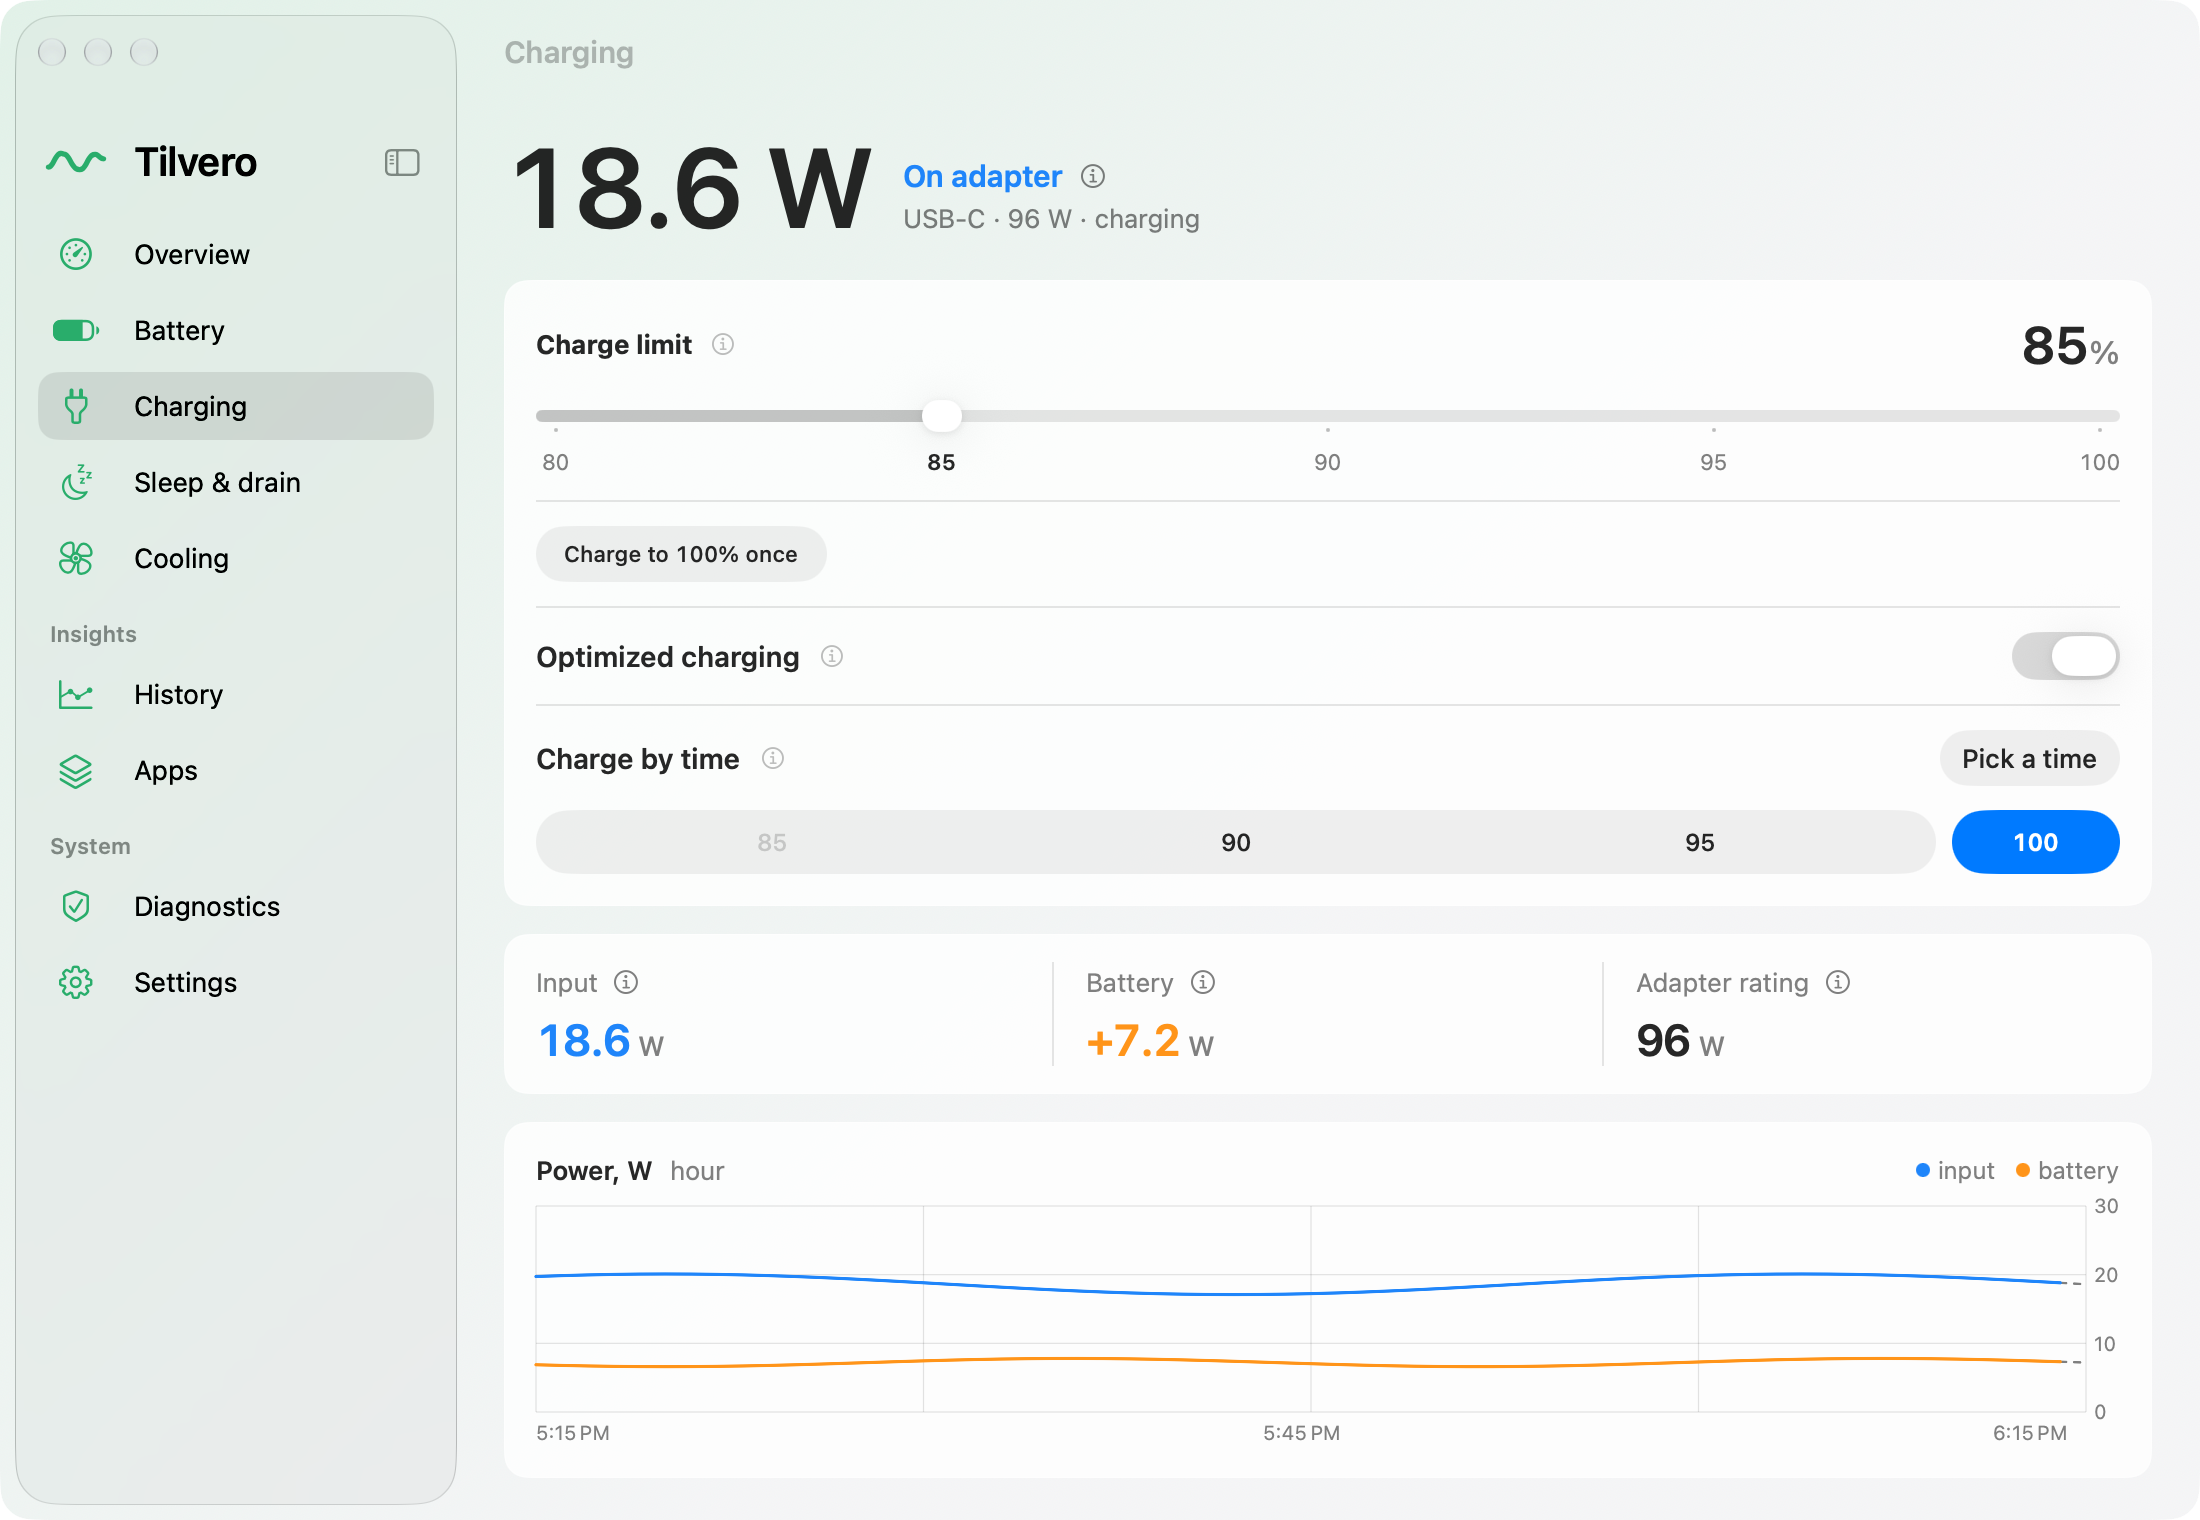 Charging
Tilvero
Overview
Battery
Charging
Sleep & drain
Cooling
Insights
History
Apps
System
Diagnostics
Settings
18.6 W
On adapter
USB-C · 96 W · charging
Charge limit
85%
80 85 90 95 100
Charge to 100% once
Optimized charging
Charge by time
Pick a time
85 90 95 100
Input Battery Adapter rating
18.6 W +7.2 W 96 W
Power, W hour
input battery
30
20
10
0
5:15 PM 5:45 PM 6:15 PM